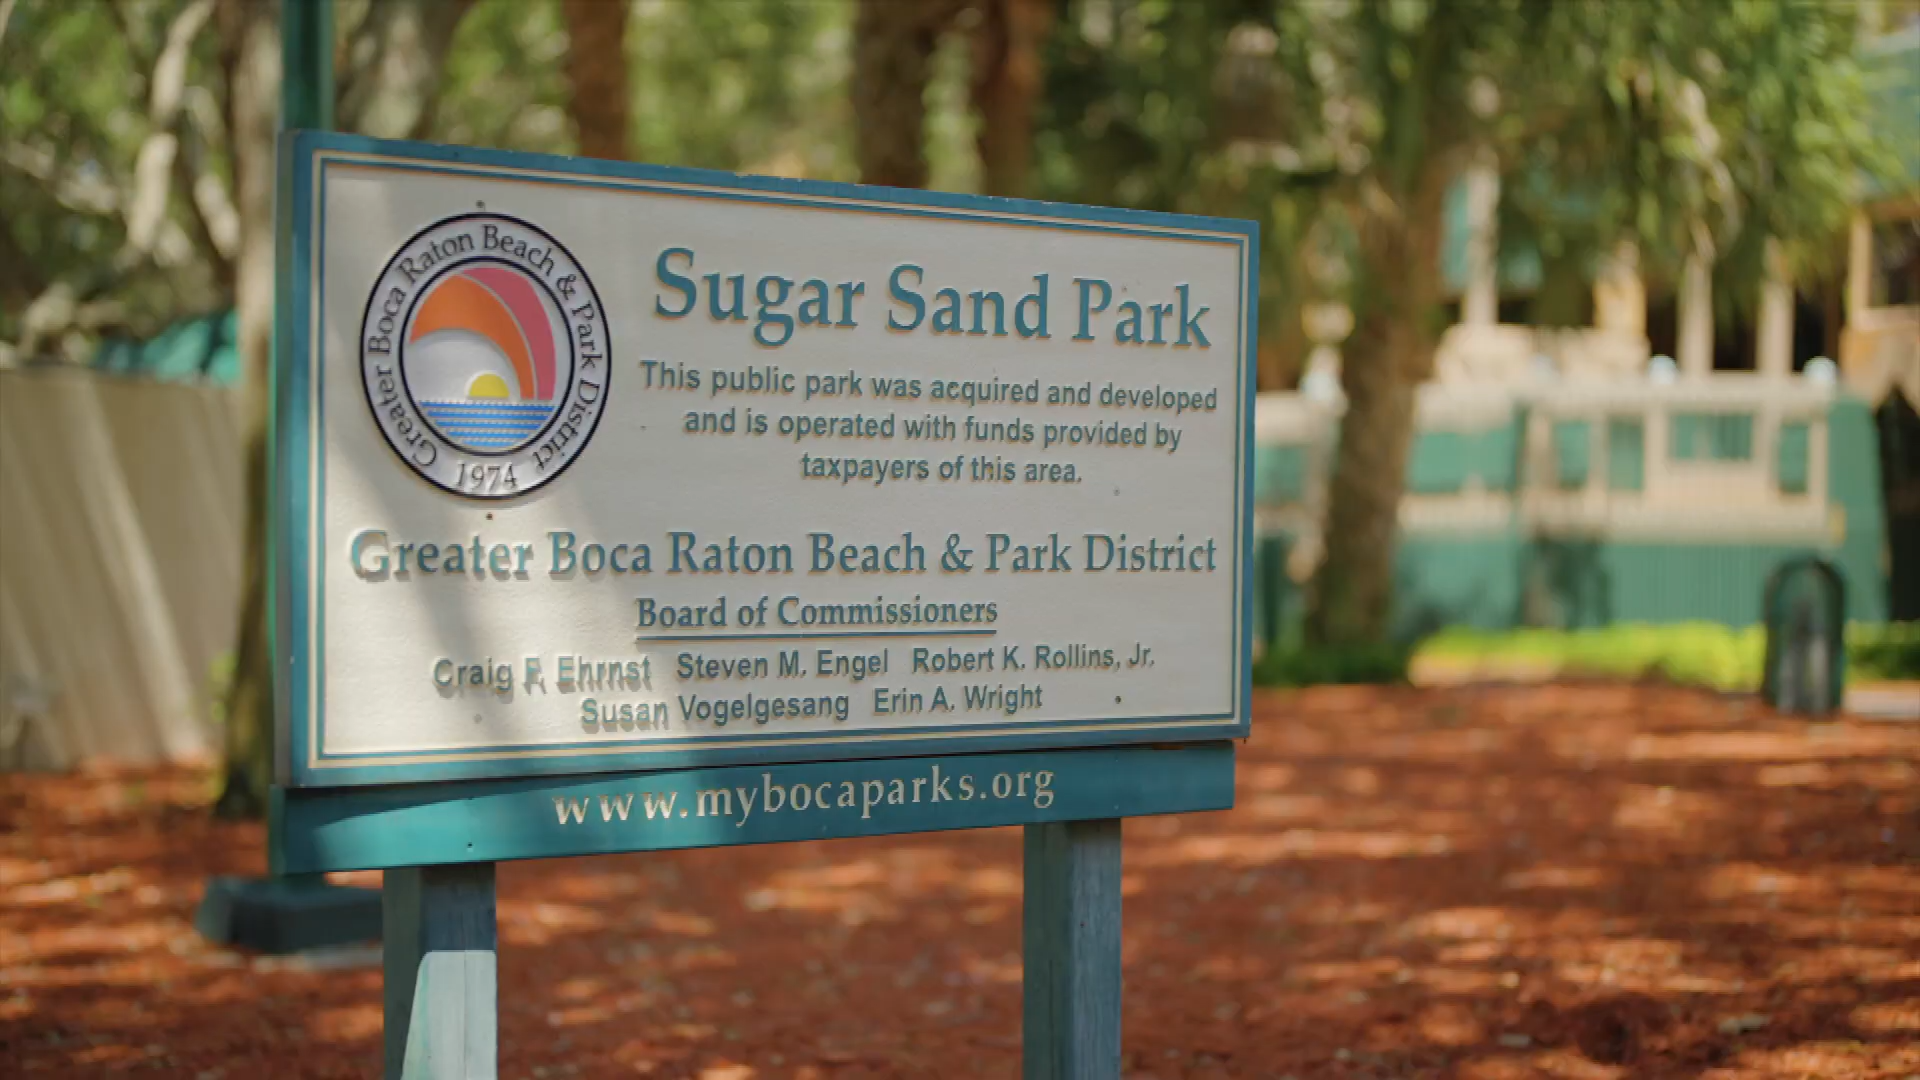 Greater Boca Raton Beach & Park District
1974
Sugar Sand Park
This public park was acquired and developed
and is operated with funds provided by
taxpayers of this area.
Greater Boca Raton Beach & Park District
Board of Commissioners
Craig F. Ehrnst Steven M. Engel Robert K. Rollins, Jr.
Susan Vogelgesang Erin A. Wright
www.mybocaparks.org